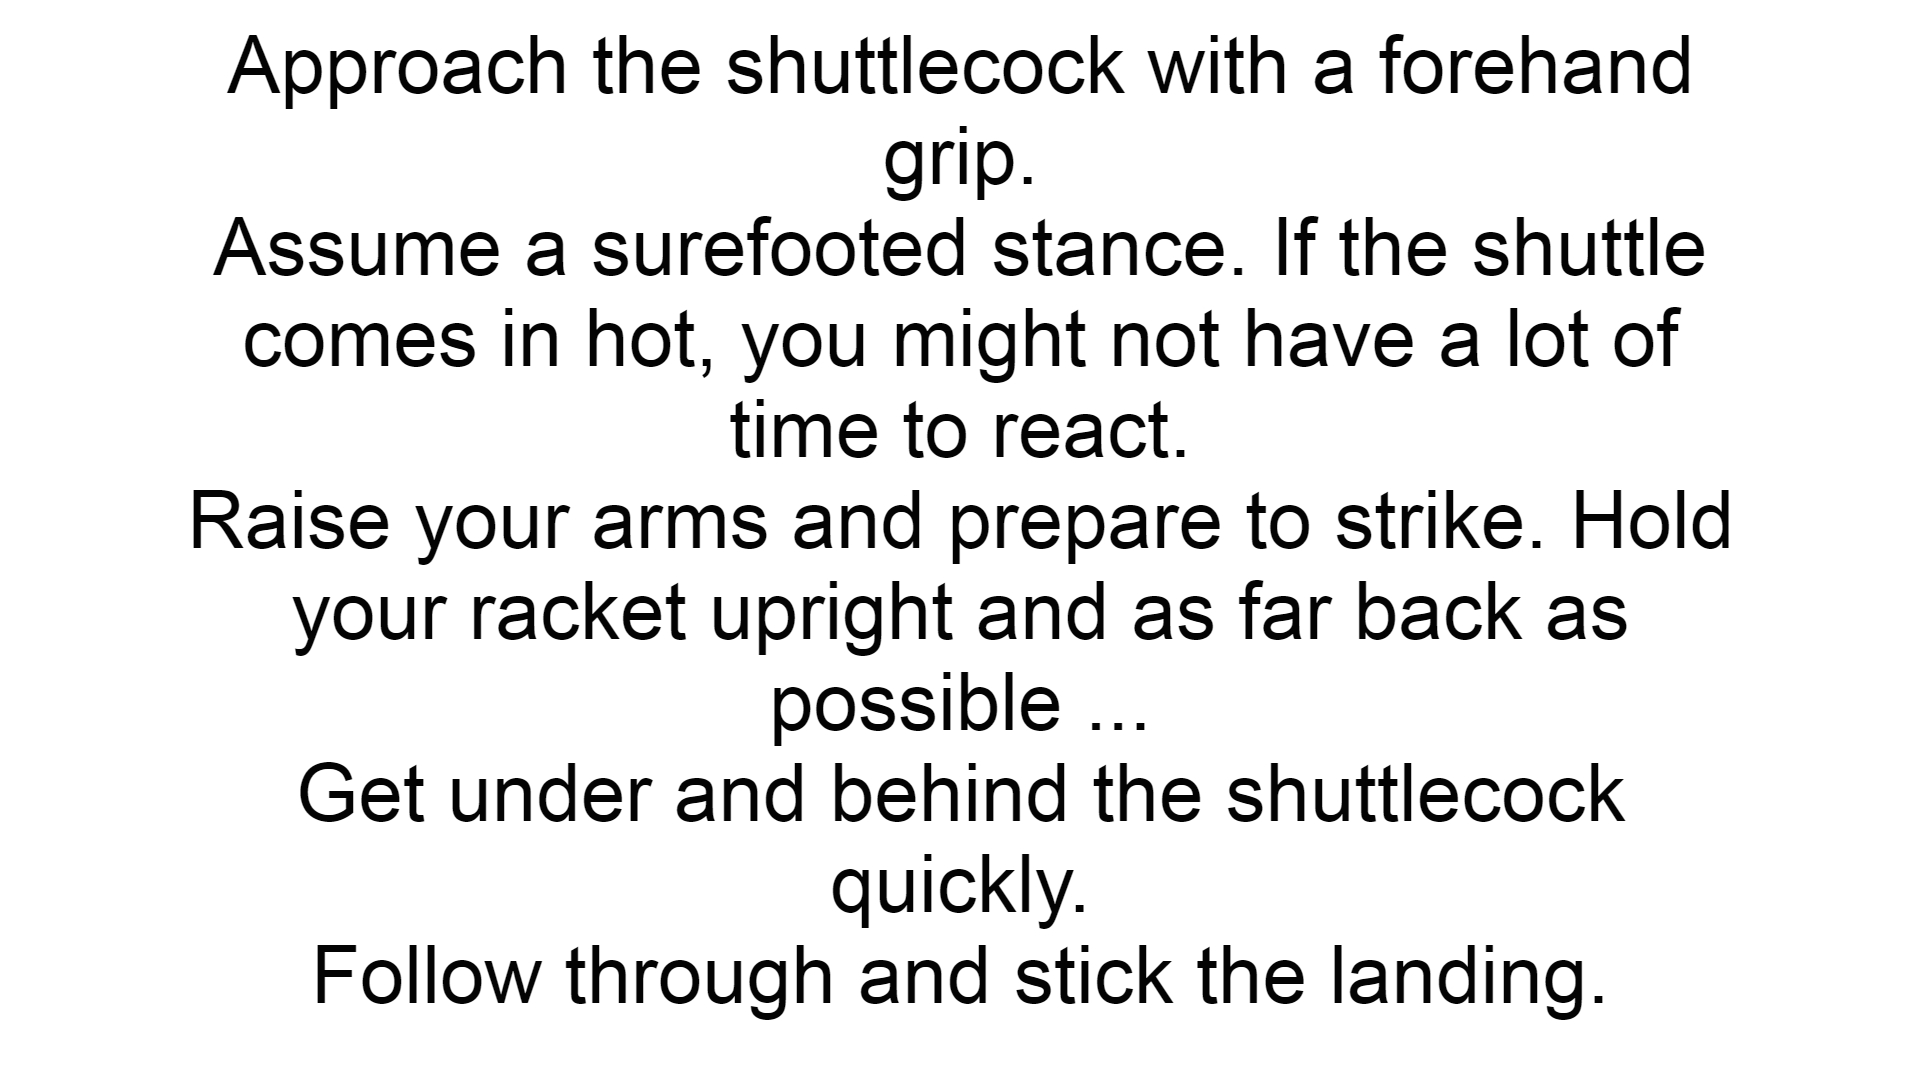 Approach the shuttlecock with a forehand
grip.
Assume a surefooted stance. If the shuttle
comes in hot, you might not have a lot of
time to react.
Raise your arms and prepare to strike. Hold
your racket upright and as far back as
possible ...
Get under and behind the shuttlecock
quickly.
Follow through and stick the landing.